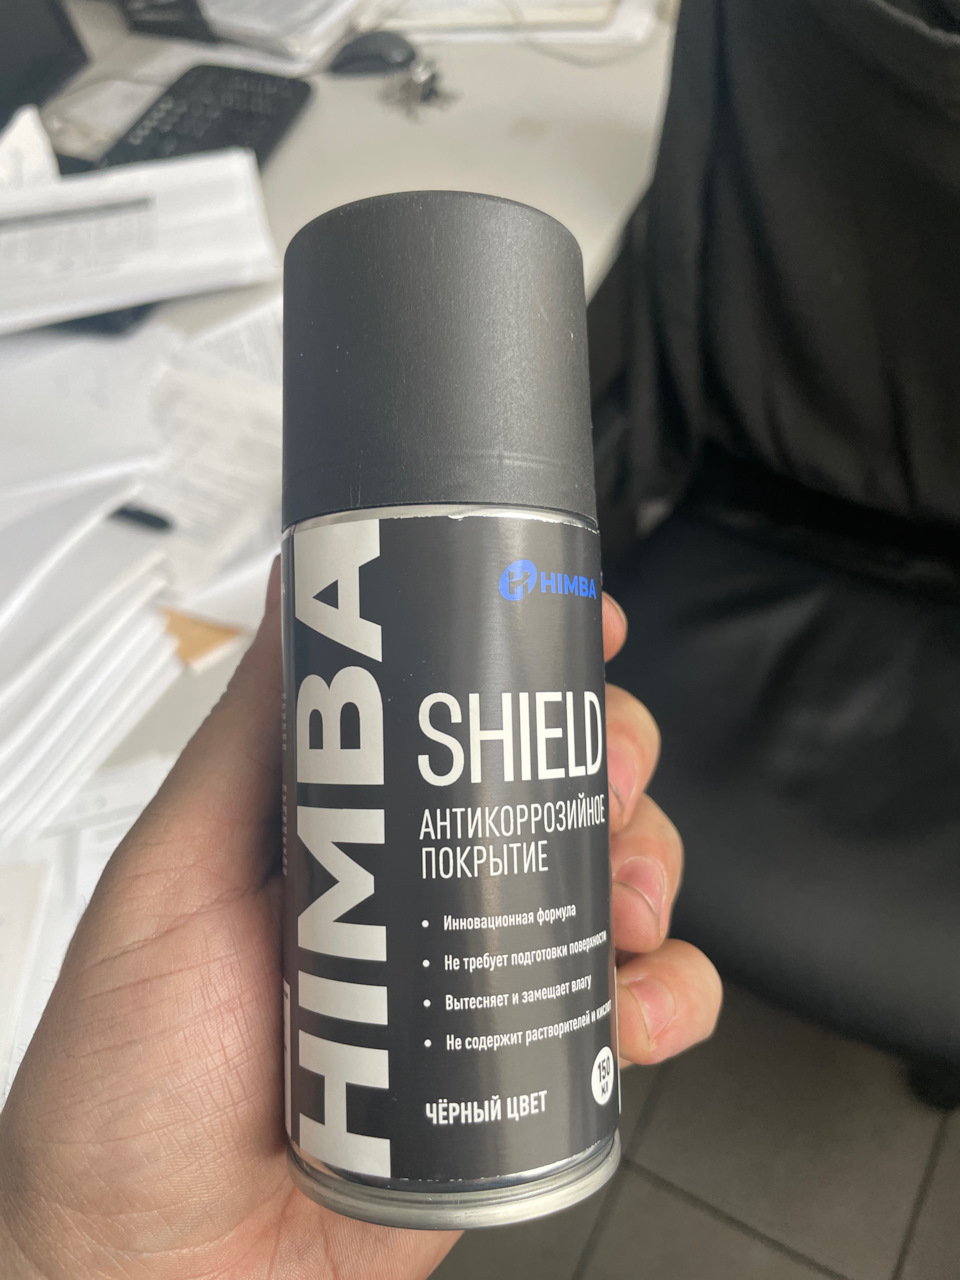 HIMBA
HIMBA
SHIELD
АНТИКОРРОЗИЙНОЕ
ПОКРЫТИЕ
• Инновационная формула
• Не требует подготовки поверхности
• Вытесняет и замещает влагу
• Не содержит растворителей и кислот
150
МЛ
ЧЁРНЫЙ ЦВЕТ